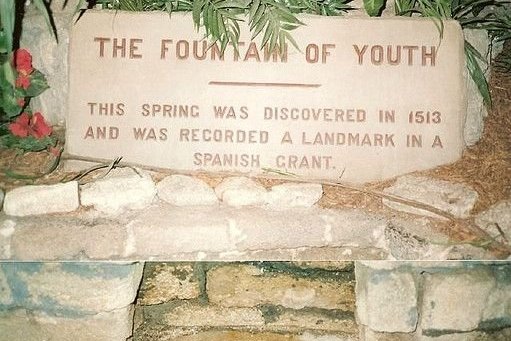 THE FOUNTAIN OF YOUTH
THIS SPRING WAS DISCOVERED IN 1513
AND WAS RECORDED A LANDMARK IN A
SPANISH GRANT.